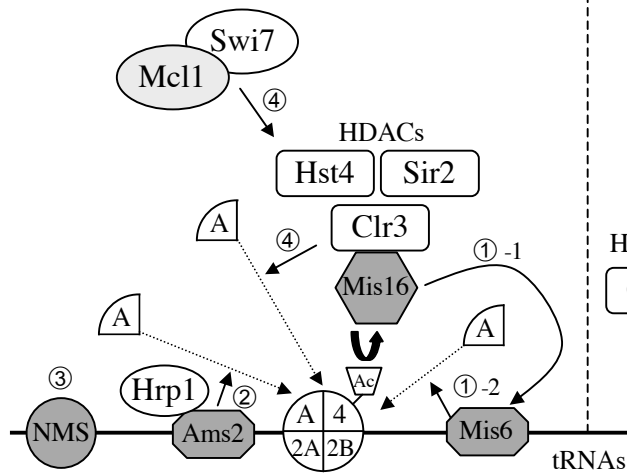 Swi7
Mcl1
④
HDACs
Hst4 Sir2
Clr3
A
④
Mis16
①-1
H
A
A
Ac
①-2
③
Hrp1
②
NMS
Ams2
A 4
2A 2B
Mis6
tRNAs